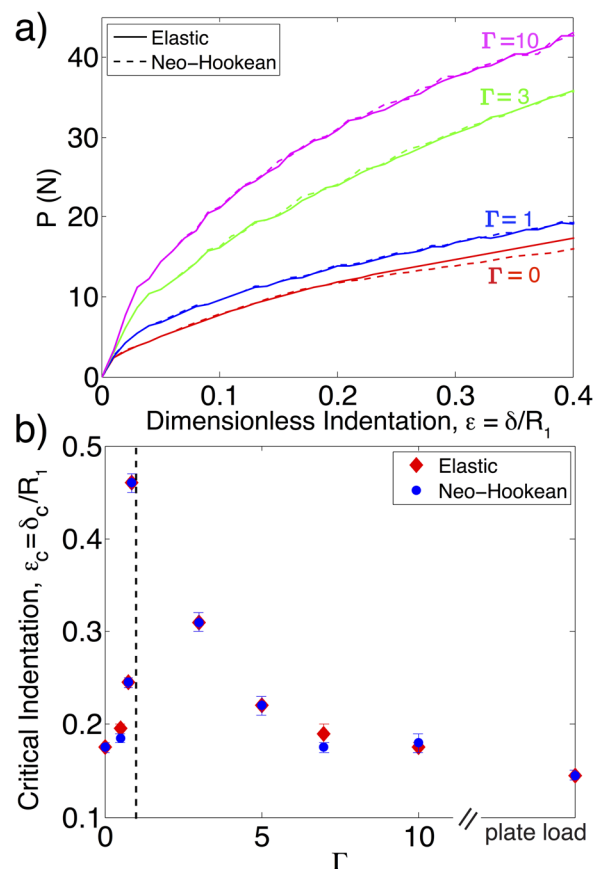 a)
Elastic
Neo-Hookean
Γ=10
Γ= 3
Γ= 1
Γ= 0
P (N)
40
30
20
10
0
0 0.1 0.2 0.3 0.4
Dimensionless Indentation, ε = δ/R₁
b)
Elastic
Neo-Hookean
Critical Indentation, ε_c = δ_c/R₁
0.5
0.4
0.3
0.2
0.1
0 5 10 // plate load
Γ